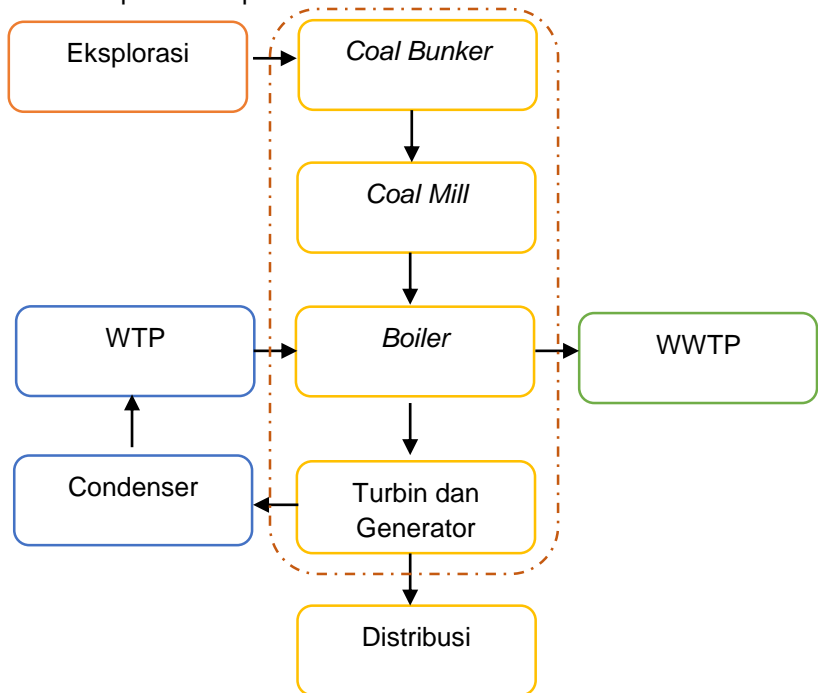 Eksplorasi
Coal Bunker
Coal Mill
WTP
Boiler
WWTP
Condenser
Turbin dan
Generator
Distribusi